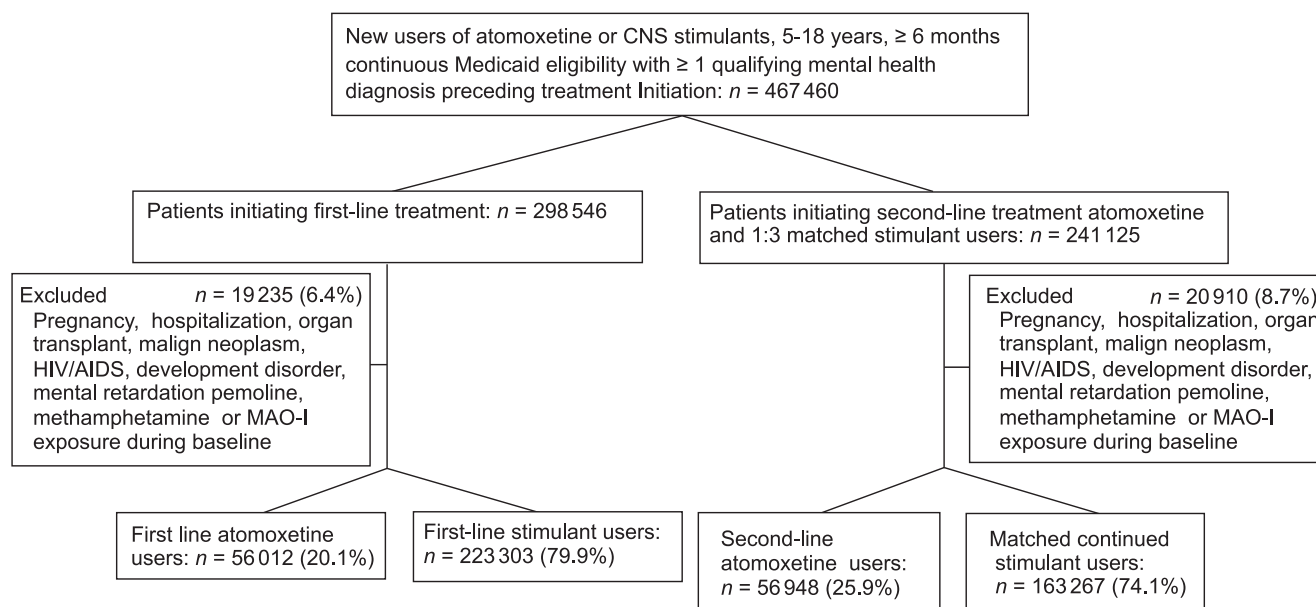 New users of atomoxetine or CNS stimulants, 5-18 years, ≥ 6 months
continuous Medicaid eligibility with ≥ 1 qualifying mental health
diagnosis preceding treatment Initiation: n = 467 460
Patients initiating first-line treatment: n = 298 546
Patients initiating second-line treatment atomoxetine
and 1:3 matched stimulant users: n = 241 125
Excluded n = 19 235 (6.4%)
Pregnancy, hospitalization, organ
transplant, malign neoplasm,
HIV/AIDS, development disorder,
mental retardation pemoline,
methamphetamine or MAO-I
exposure during baseline
Excluded n = 20 910 (8.7%)
Pregnancy, hospitalization, organ
transplant, malign neoplasm,
HIV/AIDS, development disorder,
mental retardation pemoline,
methamphetamine or MAO-I
exposure during baseline
First line atomoxetine
users: n = 56 012 (20.1%)
First-line stimulant users:
n = 223 303 (79.9%)
Second-line
atomoxetine users:
n = 56 948 (25.9%)
Matched continued
stimulant users:
n = 163 267 (74.1%)